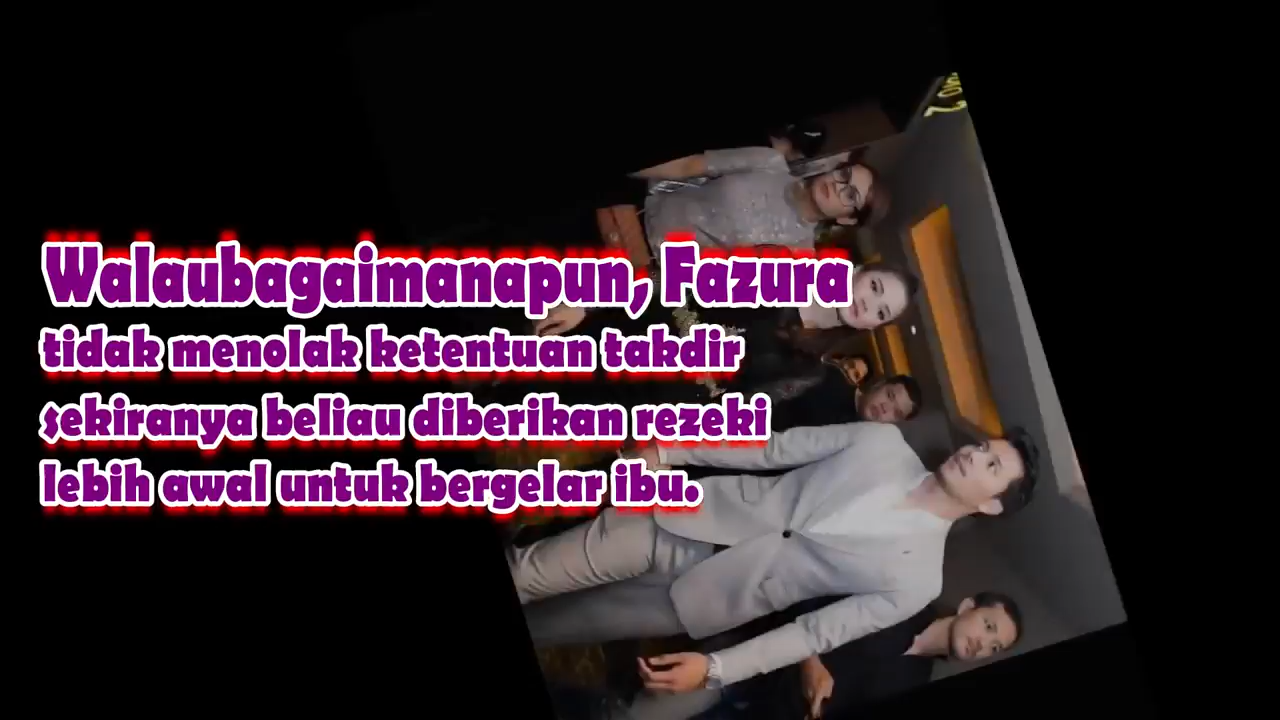 Walaubagaimanapun, Fazura
tidak menolak ketentuan takdir
sekiranya beliau diberikan rezeki
lebih awal untuk bergelar ibu.